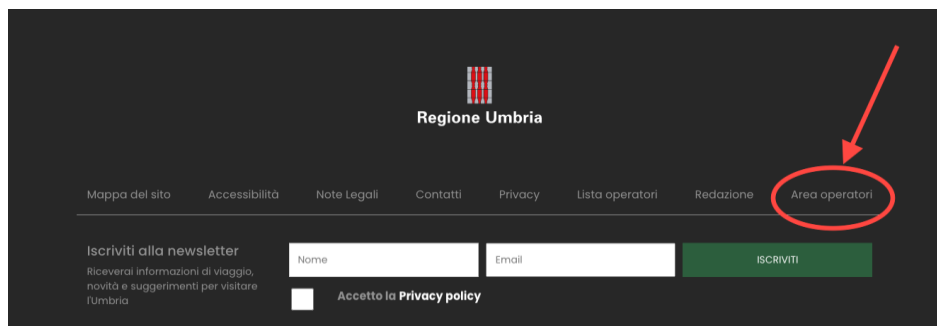 Regione Umbria
Mappa del sito Accessibilità Note Legali Contatti Privacy Lista operatori Redazione Area operatori
Iscriviti alla newsletter
Riceverai informazioni di viaggio,
novità e suggerimenti per visitare
l'Umbria
Nome Email ISCRIVITI
Accetto la Privacy policy